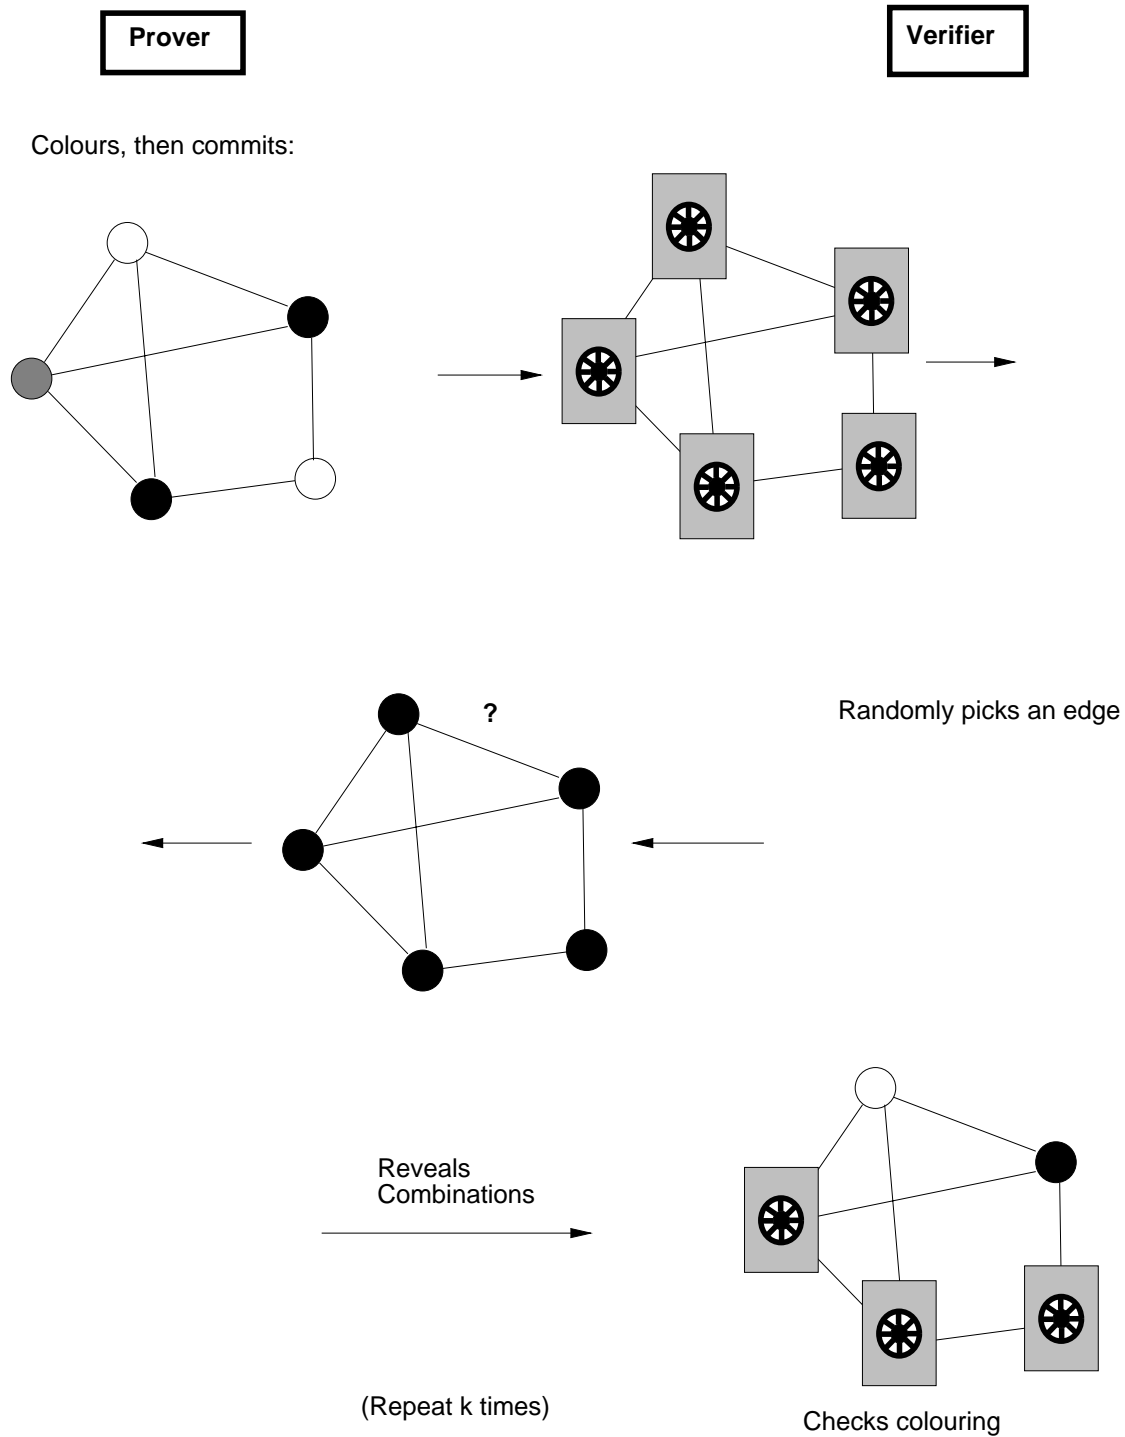 Prover
Verifier
Colours, then commits:
?
Randomly picks an edge
Reveals
Combinations
(Repeat k times)
Checks colouring